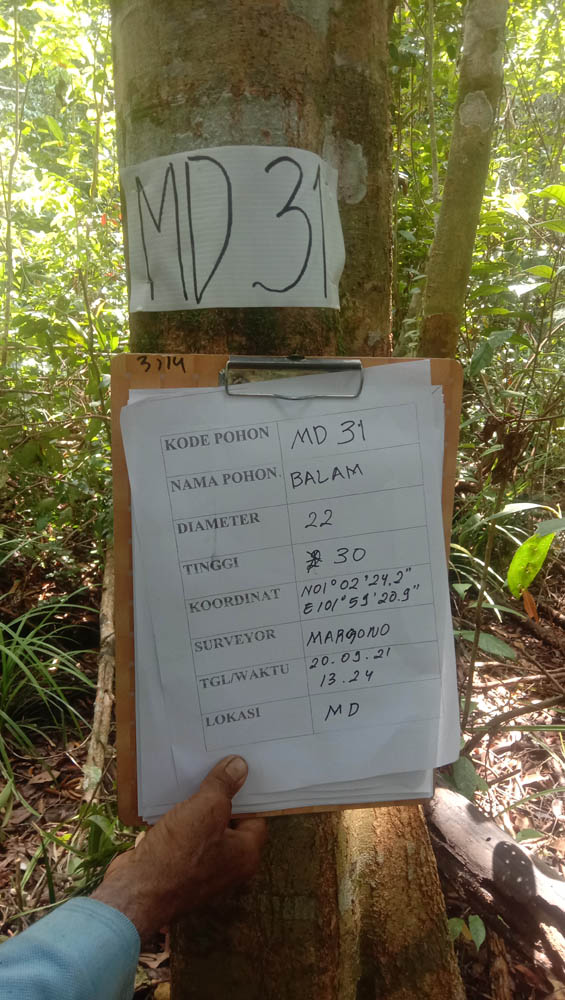 MD 31
3214
KODE POHON MD 31
NAMA POHON. BALAM
DIAMETER 22
TINGGI 30
KOORDINAT N01°02'24.2"
E101°59'20.9"
SURVEYOR MARGONO
TGL/WAKTU 20.09.21
13.24
LOKASI MD